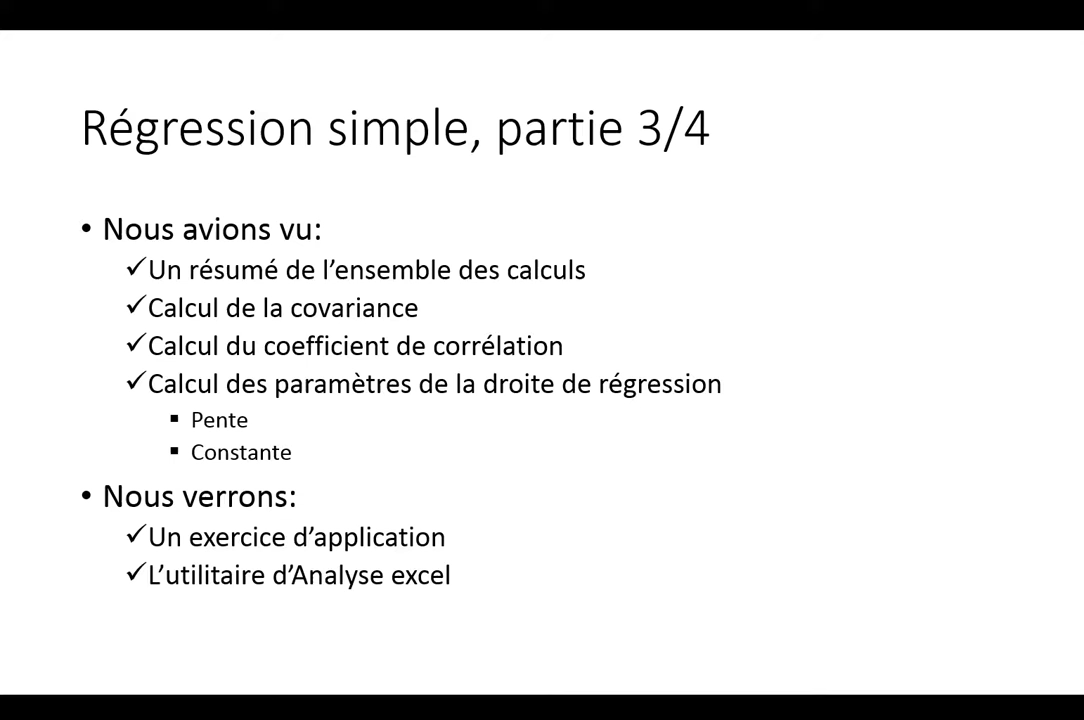 Régression simple, partie 3/4
• Nous avions vu:
✓Un résumé de l’ensemble des calculs
✓Calcul de la covariance
✓Calcul du coefficient de corrélation
✓Calcul des paramètres de la droite de régression
▪ Pente
▪ Constante
• Nous verrons:
✓Un exercice d’application
✓L’utilitaire d’Analyse excel